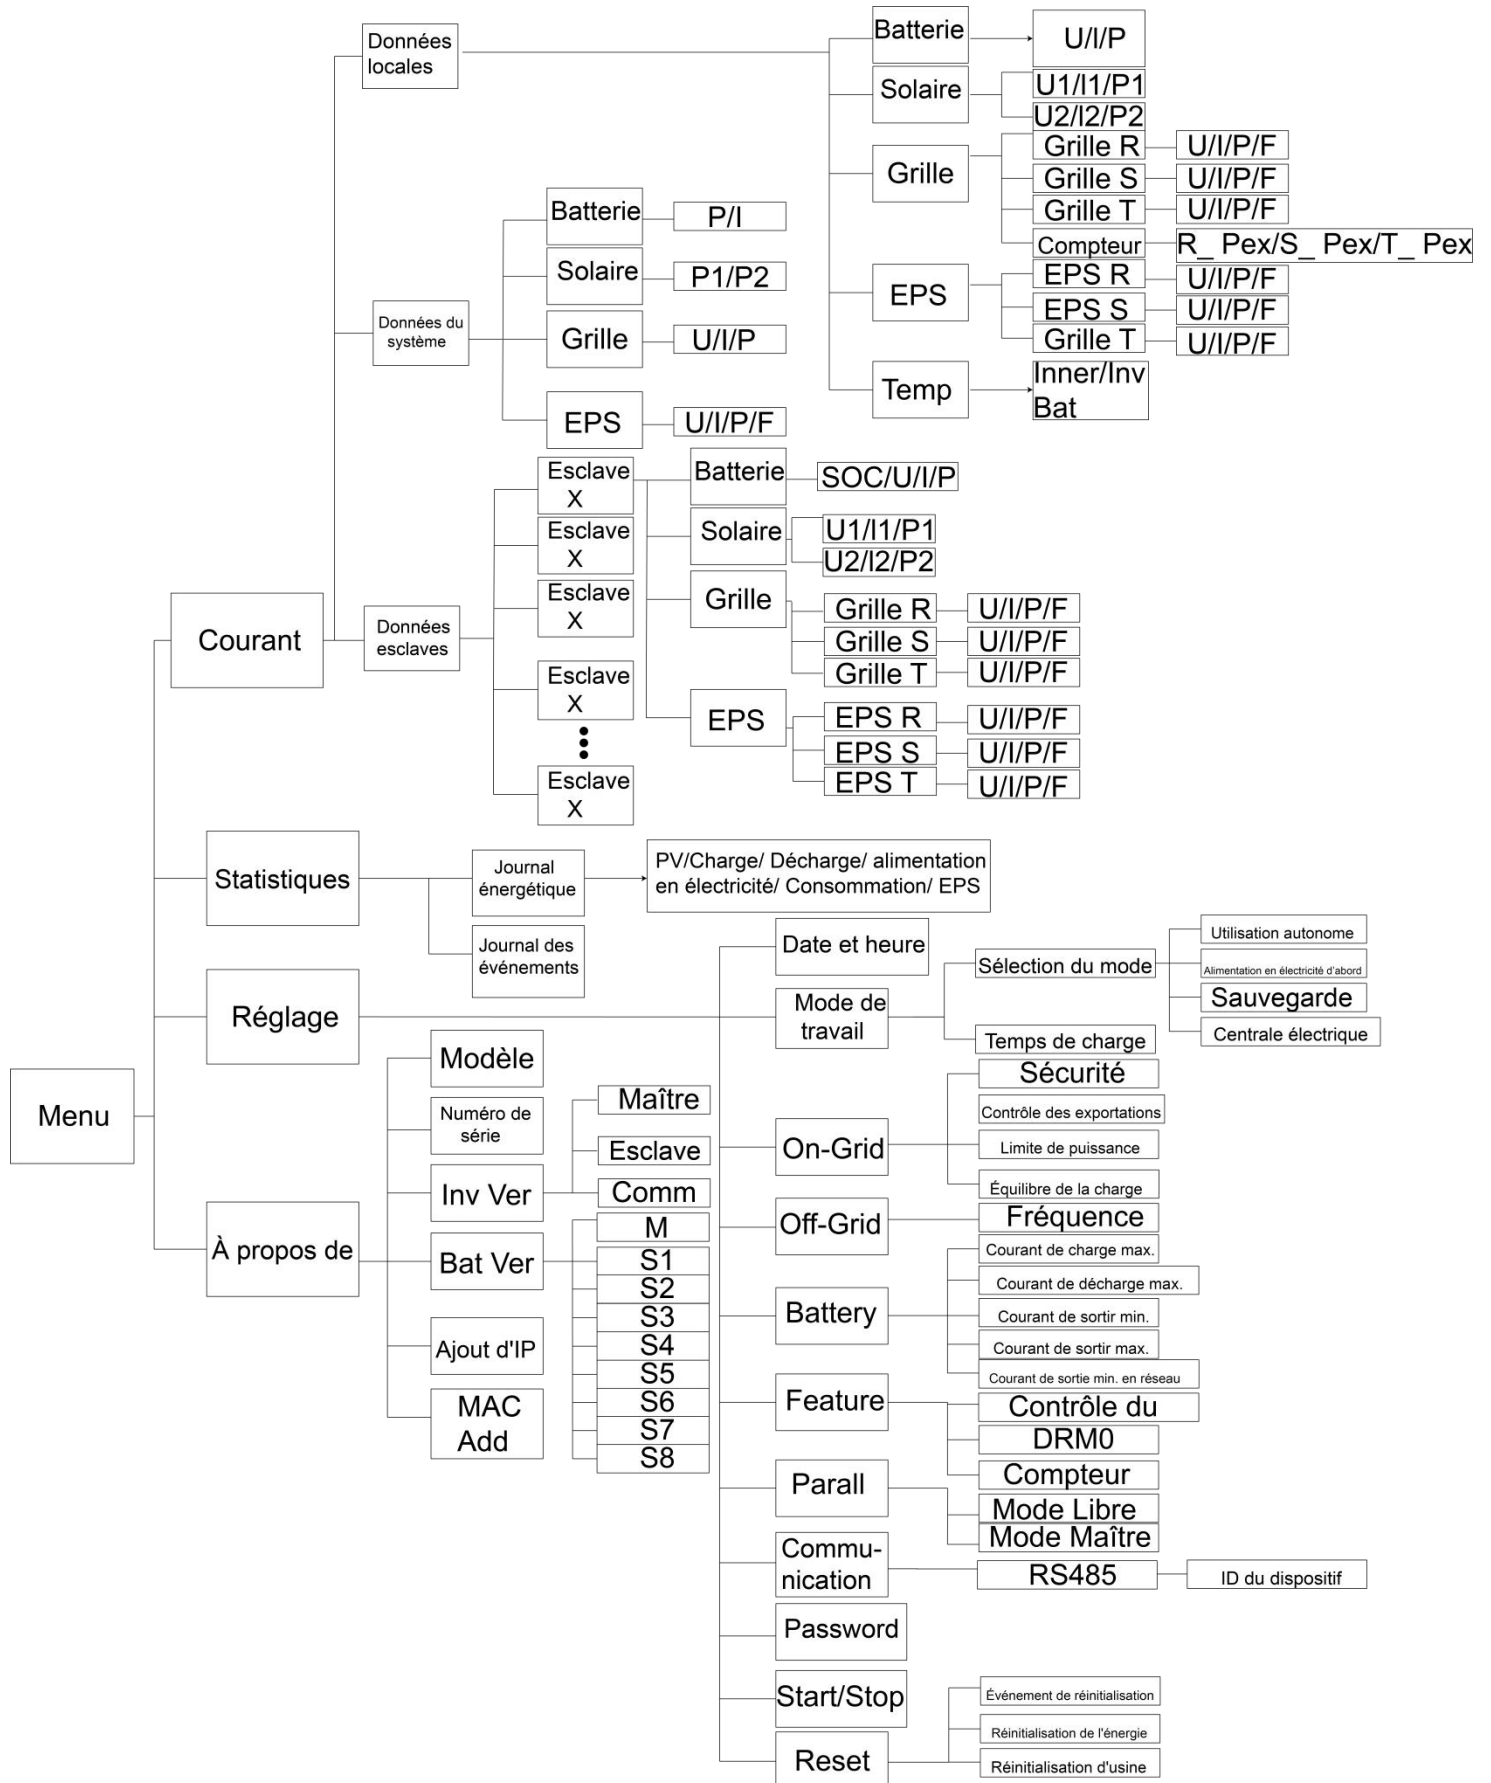 Menu
Courant
Données
locales
Batterie
U/I/P
Solaire
U1/I1/P1
U2/I2/P2
Grille
Grille R
U/I/P/F
Grille S
U/I/P/F
Grille T
U/I/P/F
Compteur
R_ Pex/S_ Pex/T_ Pex
EPS
EPS R
U/I/P/F
EPS S
U/I/P/F
Grille T
U/I/P/F
Temp
Inner/Inv
Bat
Données du
système
Batterie
P/I
Solaire
P1/P2
Grille
U/I/P
EPS
U/I/P/F
Données
esclaves
Esclave
X
Esclave
X
Esclave
X
Esclave
X
Esclave
X
Batterie
SOC/U/I/P
Solaire
U1/I1/P1
U2/I2/P2
Grille
Grille R
U/I/P/F
Grille S
U/I/P/F
Grille T
U/I/P/F
EPS
EPS R
U/I/P/F
EPS S
U/I/P/F
EPS T
U/I/P/F
Statistiques
Journal
énergétique
PV/Charge/ Décharge/ alimentation
en électricité/ Consommation/ EPS
Journal des
événements
Réglage
Date et heure
Mode de
travail
Sélection du mode
Utilisation autonome
Alimentation en électricité d'abord
Sauvegarde
Centrale électrique
Temps de charge
On-Grid
Sécurité
Contrôle des exportations
Limite de puissance
Équilibre de la charge
Off-Grid
Fréquence
Battery
Courant de charge max.
Courant de décharge max.
Courant de sortir min.
Courant de sortir max.
Courant de sortie min. en réseau
Feature
Contrôle du
DRM0
Compteur
Parall
Mode Libre
Mode Maître
Commu-
nication
RS485
ID du dispositif
Password
Start/Stop
Reset
Événement de réinitialisation
Réinitialisation de l'énergie
Réinitialisation d'usine
À propos de
Modèle
Numéro de
série
Inv Ver
Maître
Esclave
Comm
Bat Ver
M
S1
S2
S3
S4
S5
S6
S7
S8
Ajout d'IP
MAC
Add